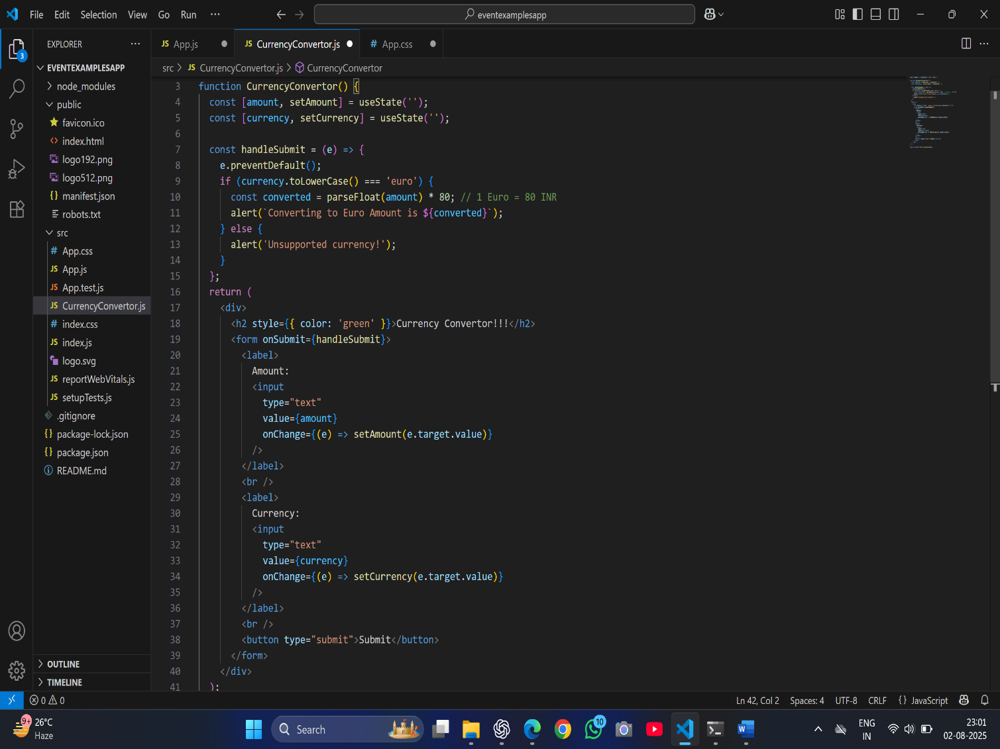 File Edit Selection View Go Run ···
eventexamplesapp
EXPLORER ···
JS App.js
JS CurrencyConvertor.js
# App.css
src > JS CurrencyConvertor.js > CurrencyConvertor
EVENTEXAMPLESAPP
node_modules
public
favicon.ico
<> index.html
logo192.png
logo512.png
{} manifest.json
robots.txt
src
# App.css
JS App.js
JS App.test.js
JS CurrencyConvertor.js
# index.css
JS index.js
logo.svg
JS reportWebVitals.js
JS setupTests.js
.gitignore
{} package-lock.json
{} package.json
README.md
OUTLINE
TIMELINE
3
3 function CurrencyConvertor() {
4 const [amount, setAmount] = useState('');
5 const [currency, setCurrency] = useState('');
6
7 const handleSubmit = (e) => {
8 e.preventDefault();
9 if (currency.toLowerCase() === 'euro') {
10 const converted = parseFloat(amount) * 80; // 1 Euro = 80 INR
11 alert(`Converting to Euro Amount is ${converted}`);
12 } else {
13 alert('Unsupported currency!');
14 }
15 };
16 return (
17 <div>
18 <h2 style={{ color: 'green' }}>Currency Convertor!!!</h2>
19 <form onSubmit={handleSubmit}>
20 <label>
21 Amount:
22 <input
23 type="text"
24 value={amount}
25 onChange={(e) => setAmount(e.target.value)}
26 />
27 </label>
28 <br />
29 <label>
30 Currency:
31 <input
32 type="text"
33 value={currency}
34 onChange={(e) => setCurrency(e.target.value)}
35 />
36 </label>
37 <br />
38 <button type="submit">Submit</button>
39 </form>
40 </div>
41 );
0 0
Ln 42, Col 2 Spaces: 4 UTF-8 CRLF {} JavaScript
9+
26°C
Haze
Search
10
W
ENG
IN
23:01
02-08-2025